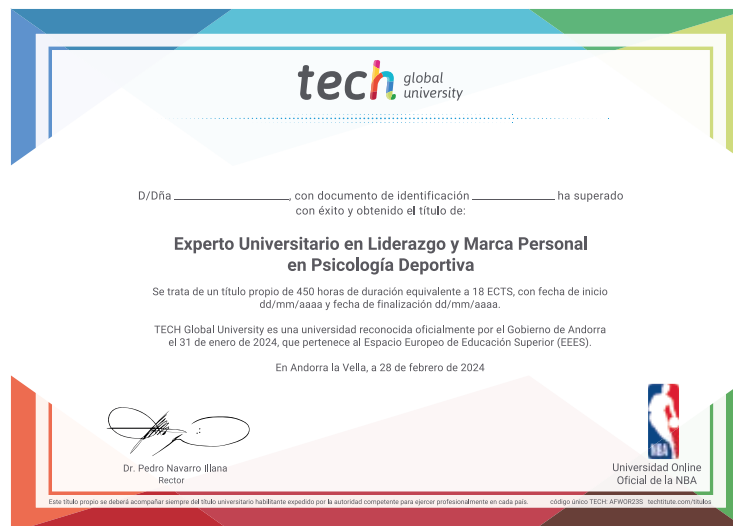 tech global university
D/Dña ______________, con documento de identificación ______________ ha superado
con éxito y obtenido el título de:
Experto Universitario en Liderazgo y Marca Personal
en Psicología Deportiva
Se trata de un título propio de 450 horas de duración equivalente a 18 ECTS, con fecha de inicio
dd/mm/aaaa y fecha de finalización dd/mm/aaaa.
TECH Global University es una universidad reconocida oficialmente por el Gobierno de Andorra
el 31 de enero de 2024, que pertenece al Espacio Europeo de Educación Superior (EEES).
En Andorra la Vella, a 28 de febrero de 2024
Dr. Pedro Navarro Illana
Rector
NBA
Universidad Online
Oficial de la NBA
Este título propio se deberá acompañar siempre del título universitario habilitante expedido por la autoridad competente para ejercer profesionalmente en cada país. código único TECH: AFWOR23S techtitute.com/titulos